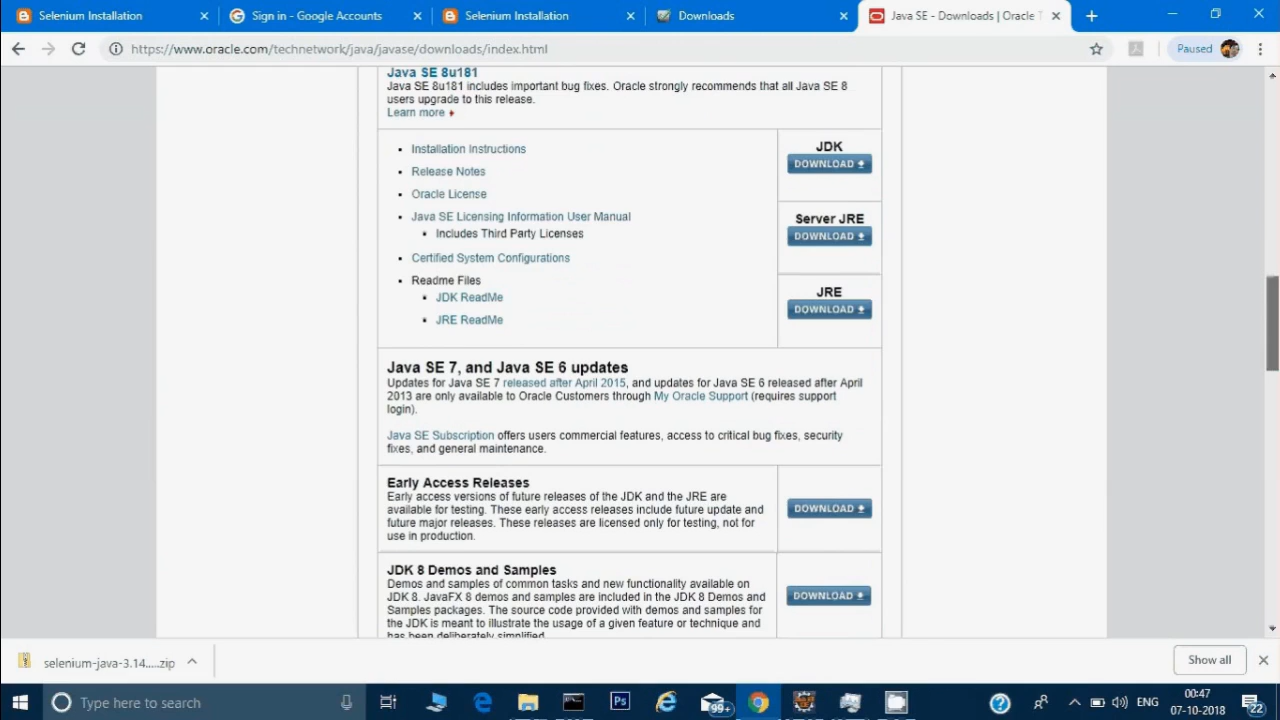 Selenium Installation
Sign in - Google Accounts
Selenium Installation
Downloads
Java SE - Downloads | Oracle T
https://www.oracle.com/technetwork/java/javase/downloads/index.html
Paused
Java SE 8u181
Java SE 8u181 includes important bug fixes. Oracle strongly recommends that all Java SE 8
users upgrade to this release.
Learn more
Installation Instructions
Release Notes
Oracle License
Java SE Licensing Information User Manual
Includes Third Party Licenses
Certified System Configurations
Readme Files
JDK ReadMe
JRE ReadMe
JDK
DOWNLOAD
Server JRE
DOWNLOAD
JRE
DOWNLOAD
Java SE 7, and Java SE 6 updates
Updates for Java SE 7 released after April 2015, and updates for Java SE 6 released after April
2013 are only available to Oracle Customers through My Oracle Support (requires support
login).
Java SE Subscription offers users commercial features, access to critical bug fixes, security
fixes, and general maintenance.
Early Access Releases
Early access versions of future releases of the JDK and the JRE are
available for testing. These early access releases include future update and
future major releases. These releases are licensed only for testing, not for
use in production.
DOWNLOAD
JDK 8 Demos and Samples
Demos and samples of common tasks and new functionality available on
JDK 8. JavaFX 8 demos and samples are included in the JDK 8 Demos and
Samples packages. The source code provided with demos and samples for
the JDK is meant to illustrate the usage of a given feature or technique and
has been deliberately simplified.
DOWNLOAD
selenium-java-3.14.....zip
Show all
Type here to search
Ps
99+
ENG
00:47
07-10-2018
22